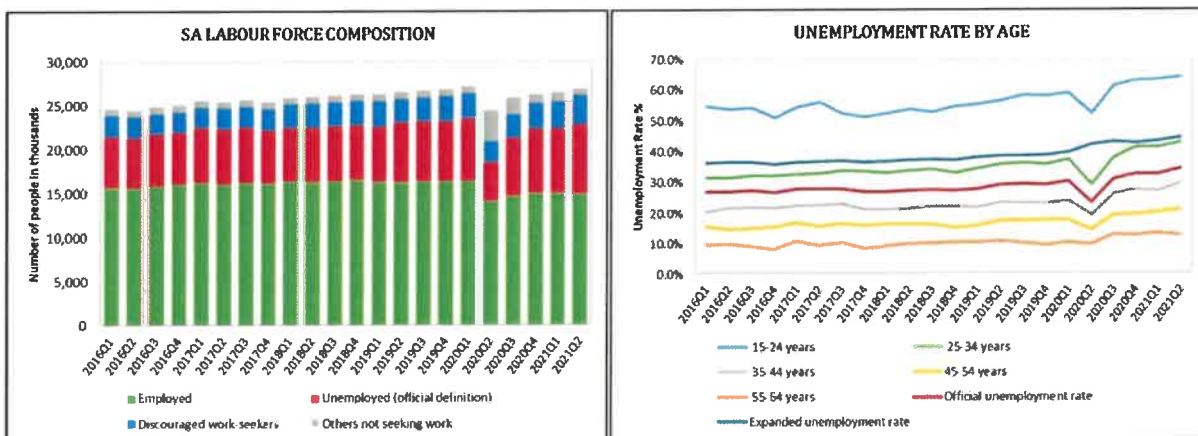 SA LABOUR FORCE COMPOSITION
Number of people in thousands
30,000
25,000
20,000
15,000
10,000
5,000
0
2016Q1
2016Q2
2016Q3
2016Q4
2017Q1
2017Q2
2017Q3
2017Q4
2018Q1
2018Q2
2018Q3
2018Q4
2019Q1
2019Q2
2019Q3
2019Q4
2020Q1
2020Q2
2020Q3
2020Q4
2021Q1
2021Q2
Employed
Unemployed (official definition)
Discouraged work-seekers
Others not seeking work
UNEMPLOYMENT RATE BY AGE
Unemployment Rate %
70.0%
60.0%
50.0%
40.0%
30.0%
20.0%
10.0%
0.0%
2016Q1
2016Q2
2016Q3
2016Q4
2017Q1
2017Q2
2017Q3
2017Q4
2018Q1
2018Q2
2018Q3
2018Q4
2019Q1
2019Q2
2019Q3
2019Q4
2020Q1
2020Q2
2020Q3
2020Q4
2021Q1
2021Q2
15-24 years
25-34 years
35-44 years
45-54 years
55-64 years
Official unemployment rate
Expanded unemployment rate